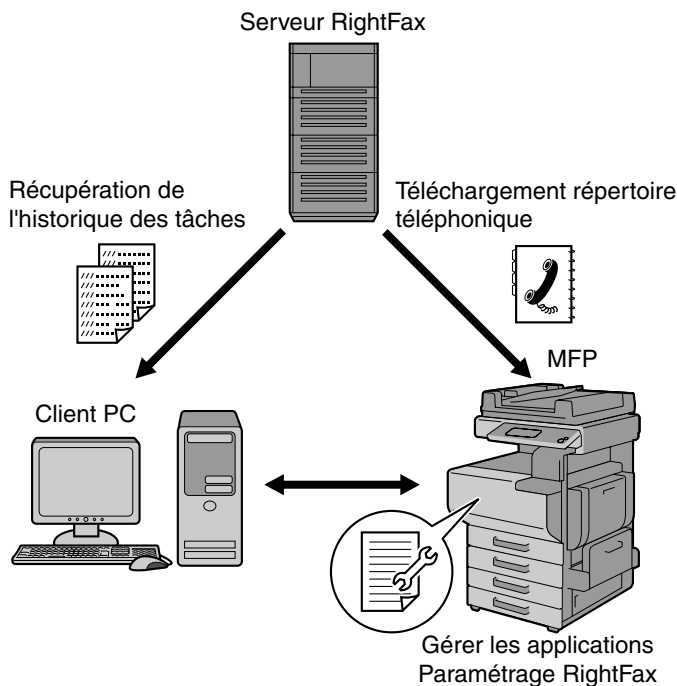 Serveur RightFax
Récupération de
l'historique des tâches
Téléchargement répertoire
téléphonique
MFP
Client PC
Gérer les applications
Paramétrage RightFax